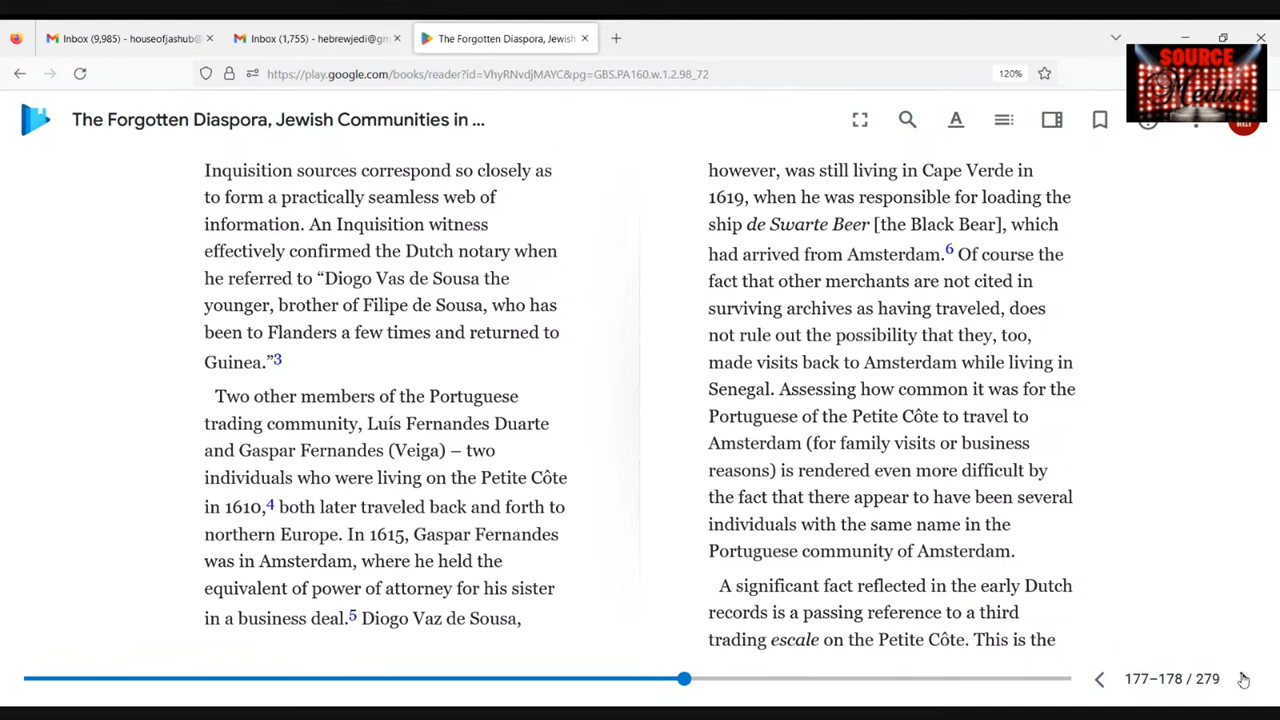 Inbox (9,985) - houseofjashub@
Inbox (1,755) - hebrewjedi@gm
The Forgotten Diaspora, Jewish
https://play.google.com/books/reader?id=VhyRNvdjMAYC&pg=GBS.PA160.w.1.2.98_72
120%
SOURCE
Media
The Forgotten Diaspora, Jewish Communities in ...
Inquisition sources correspond so closely as
to form a practically seamless web of
information. An Inquisition witness
effectively confirmed the Dutch notary when
he referred to “Diogo Vas de Sousa the
younger, brother of Filipe de Sousa, who has
been to Flanders a few times and returned to
Guinea.”3
Two other members of the Portuguese
trading community, Luís Fernandes Duarte
and Gaspar Fernandes (Veiga) – two
individuals who were living on the Petite Côte
in 1610,4 both later traveled back and forth to
northern Europe. In 1615, Gaspar Fernandes
was in Amsterdam, where he held the
equivalent of power of attorney for his sister
in a business deal.5 Diogo Vaz de Sousa,
however, was still living in Cape Verde in
1619, when he was responsible for loading the
ship de Swarte Beer [the Black Bear], which
had arrived from Amsterdam.6 Of course the
fact that other merchants are not cited in
surviving archives as having traveled, does
not rule out the possibility that they, too,
made visits back to Amsterdam while living in
Senegal. Assessing how common it was for the
Portuguese of the Petite Côte to travel to
Amsterdam (for family visits or business
reasons) is rendered even more difficult by
the fact that there appear to have been several
individuals with the same name in the
Portuguese community of Amsterdam.
A significant fact reflected in the early Dutch
records is a passing reference to a third
trading escale on the Petite Côte. This is the
177–178 / 279